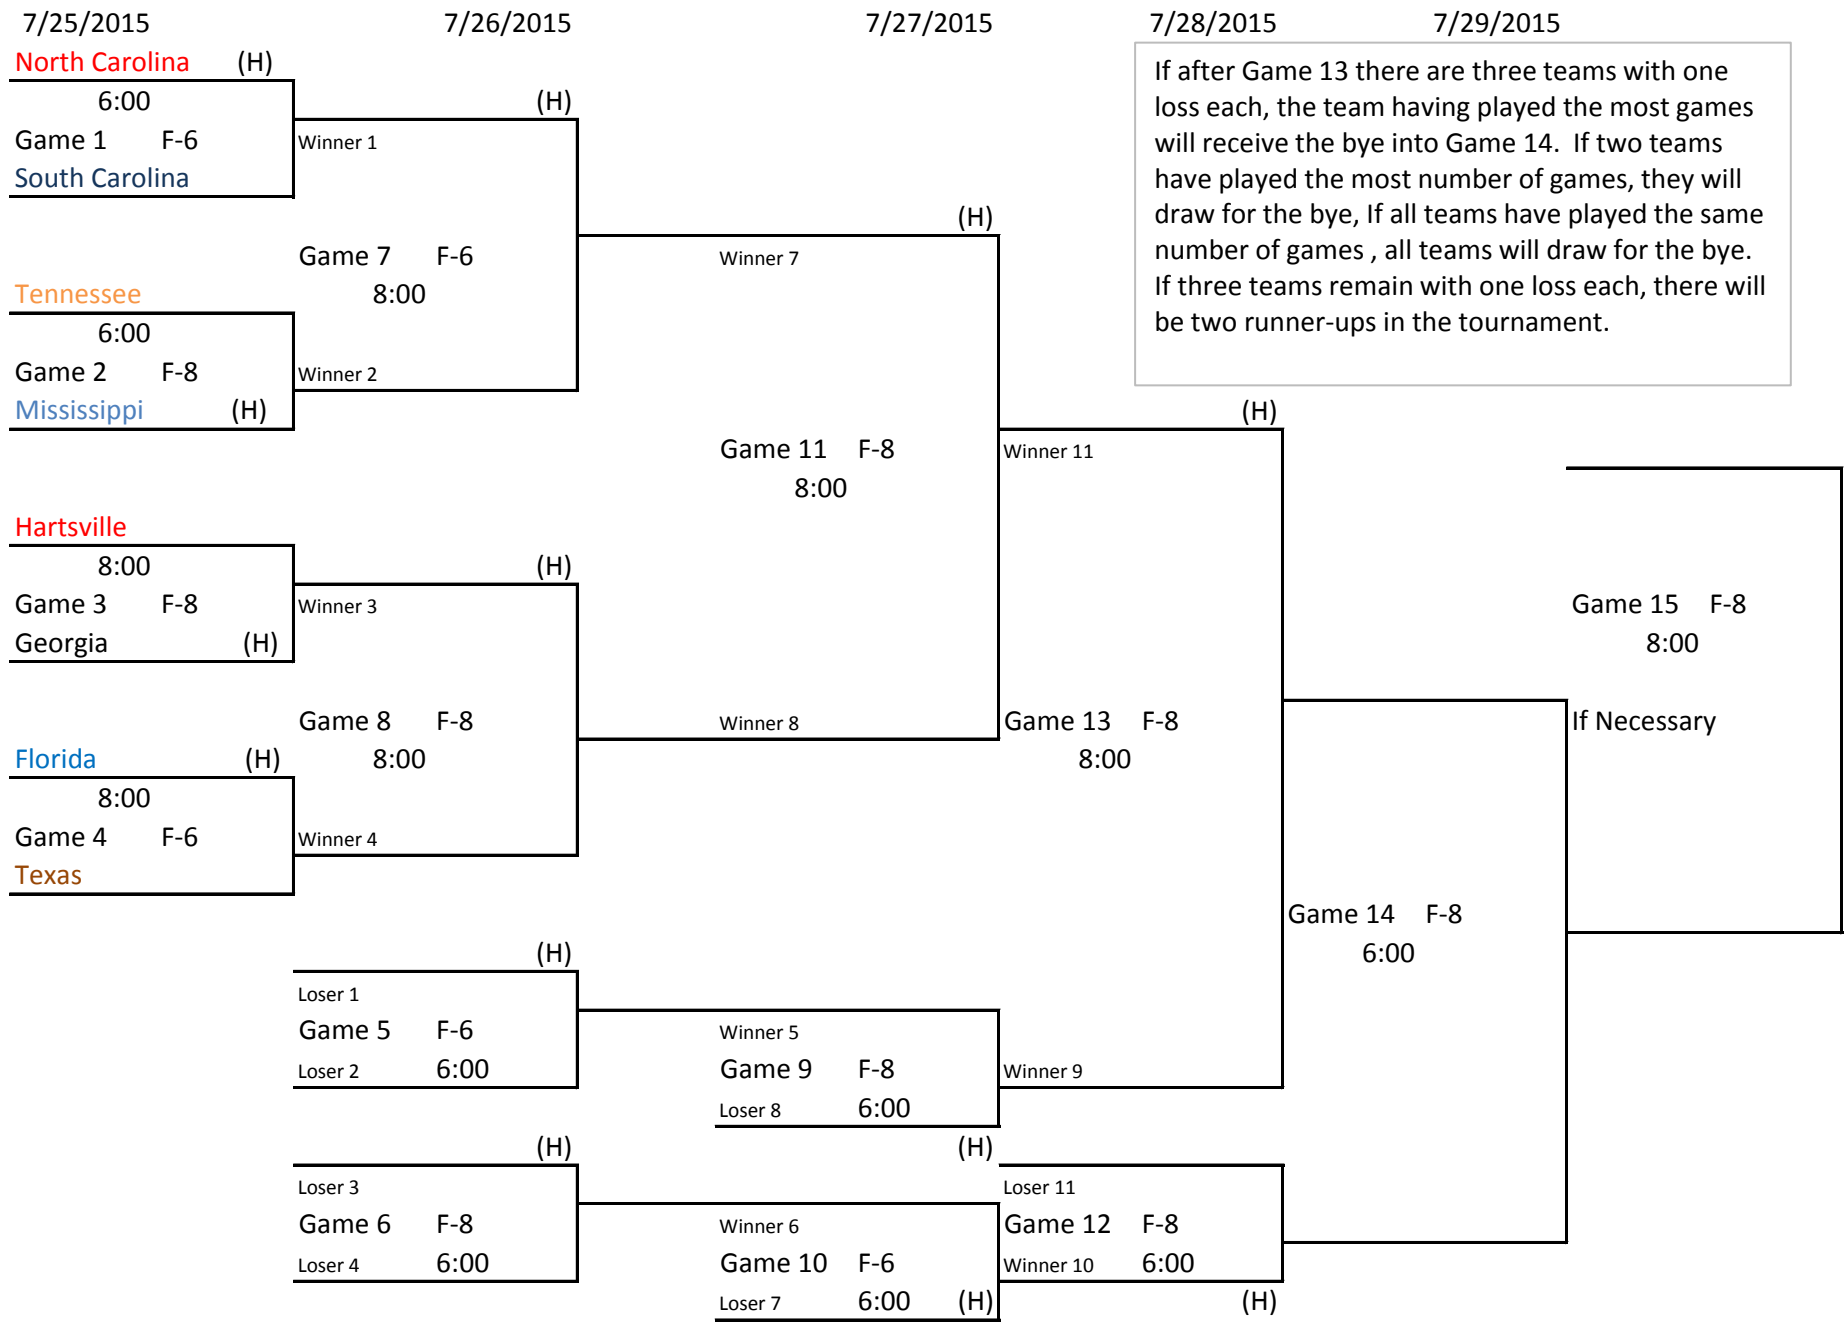 7/25/2015 7/26/2015 7/27/2015 7/28/2015 7/29/2015
North Carolina (H)
6:00
Game 1 F-6
South Carolina
Tennessee
6:00
Game 2 F-8
Mississippi (H)
Hartsville
8:00
Game 3 F-8
Georgia (H)
Florida (H)
8:00
Game 4 F-6
Texas
(H)
Winner 1
Game 7 F-6
8:00
Winner 2
(H)
Winner 3
Game 8 F-8
8:00
Winner 4
(H)
Loser 1
Game 5 F-6
Loser 2 6:00
(H)
Loser 3
Game 6 F-8
Loser 4 6:00
(H)
Winner 7
Game 11 F-8
8:00
Winner 8
Winner 5
Game 9 F-8
Loser 8 6:00
(H)
Winner 6
Game 10 F-6
Loser 7 6:00 (H)
If after Game 13 there are three teams with one
loss each, the team having played the most games
will receive the bye into Game 14. If two teams
have played the most number of games, they will
draw for the bye, If all teams have played the same
number of games , all teams will draw for the bye.
If three teams remain with one loss each, there will
be two runner-ups in the tournament.
(H)
Winner 11
Game 13 F-8
8:00
Winner 9
Loser 11
Game 12 F-8
Winner 10 6:00
(H)
Game 14 F-8
6:00
Game 15 F-8
8:00
If Necessary